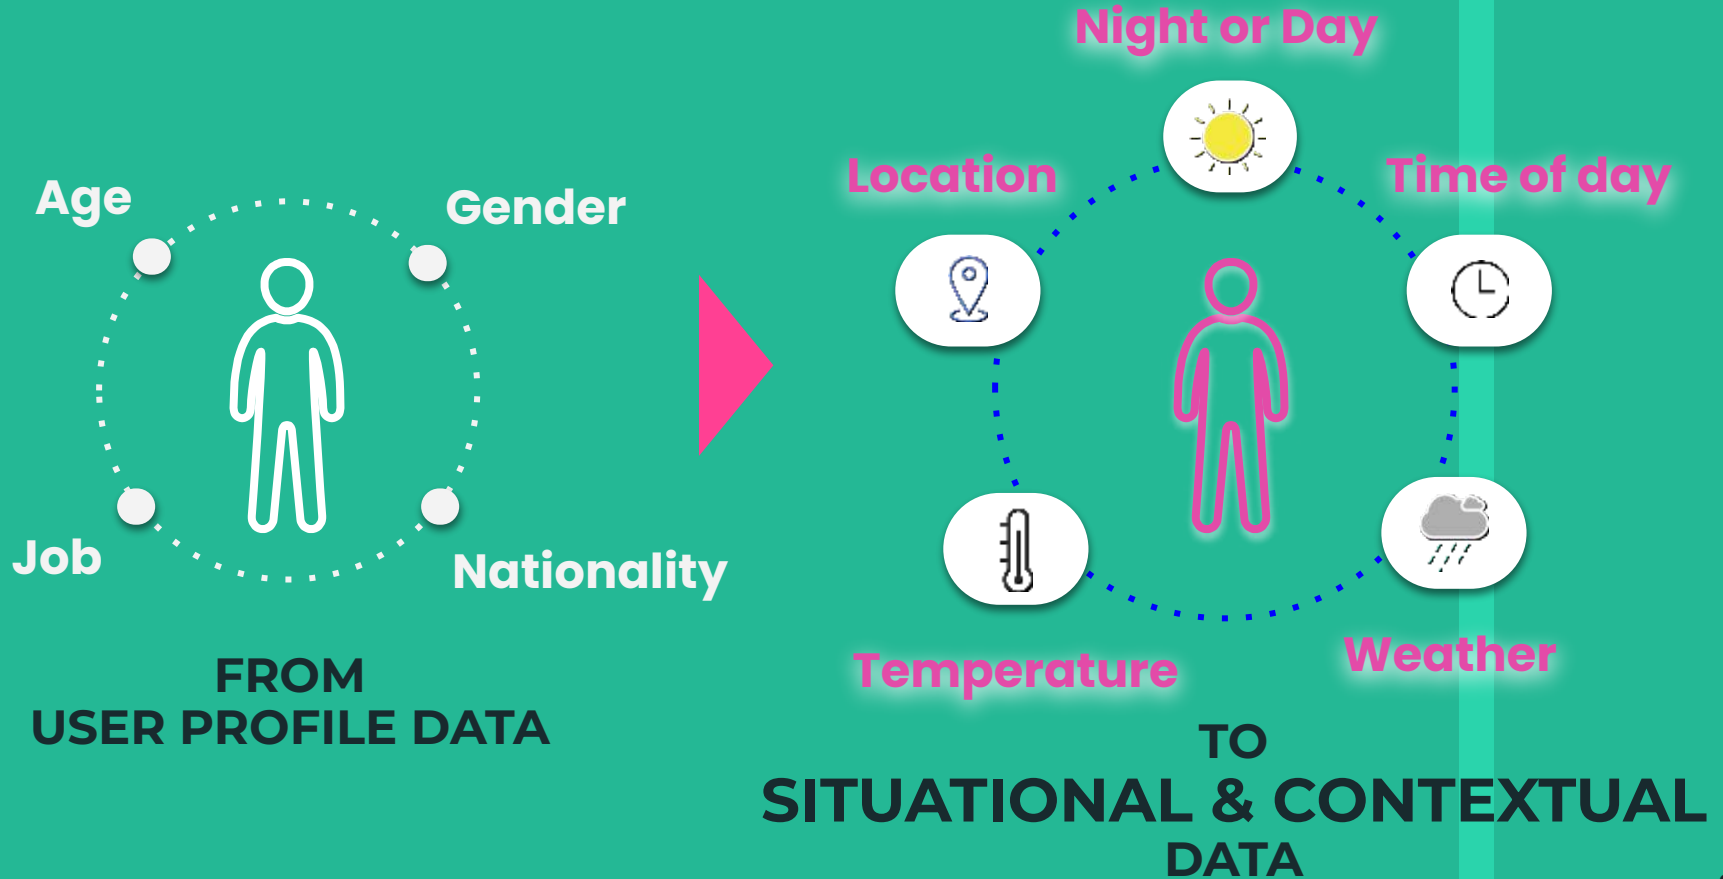 Age
Gender
Job
Nationality
FROM
USER PROFILE DATA
Night or Day
Location
Time of day
Temperature
Weather
TO
SITUATIONAL & CONTEXTUAL
DATA